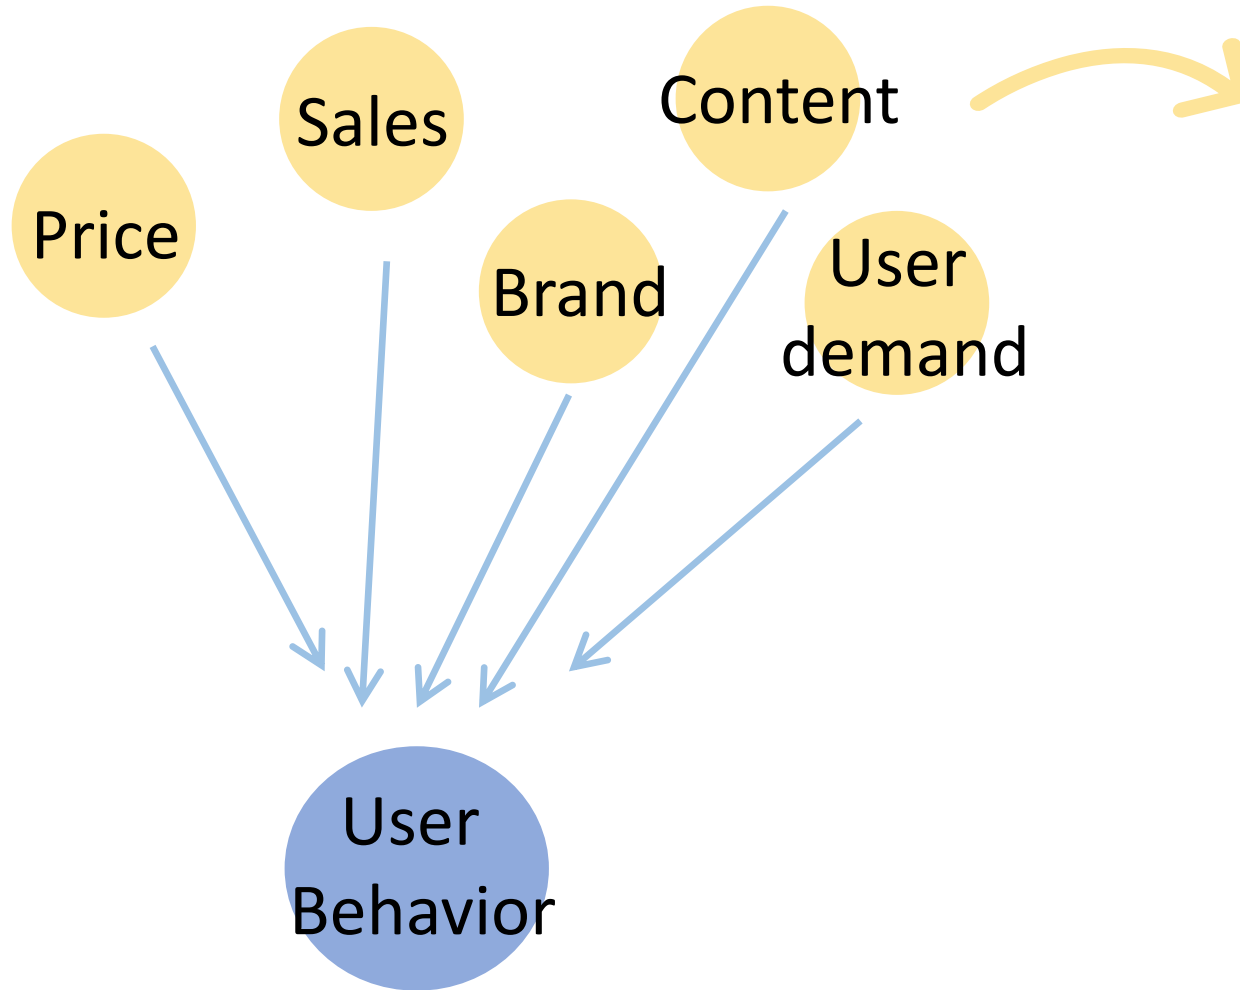 Price
Sales
Brand
Content
User
demand
User
Behavior